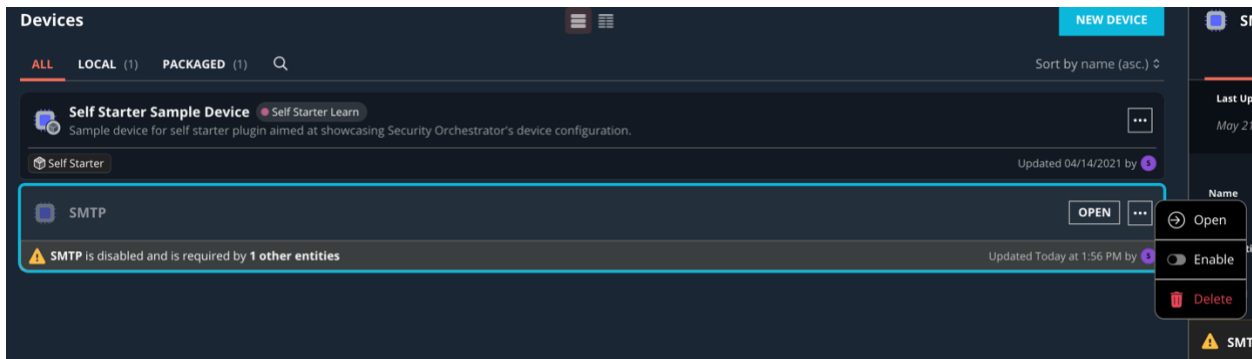 Devices
NEW DEVICE
ALL LOCAL (1) PACKAGED (1)
Sort by name (asc.)
Self Starter Sample Device Self Starter Learn
Sample device for self starter plugin aimed at showcasing Security Orchestrator's device configuration.
Self Starter
Updated 04/14/2021 by S
SMTP
OPEN
SMTP is disabled and is required by 1 other entities
Updated Today at 1:56 PM by S
Open
Enable
Delete
SM
Last Up
May 21
Name
SMT